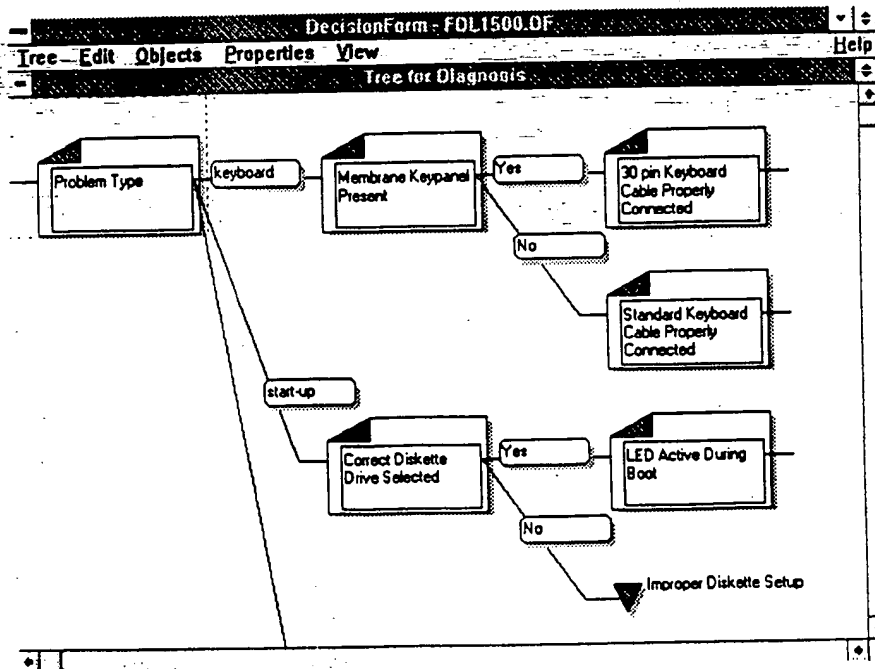 DecisionForm - FDL1500.DF
Tree Edit Objects Properties View Help
Tree for Diagnosis
Problem Type
keyboard
Membrane Keypanel
Present
Yes
30 pin Keyboard
Cable Properly
Connected
No
Standard Keyboard
Cable Properly
Connected
start-up
Correct Diskette
Drive Selected
Yes
LED Active During
Boot
No
Improper Diskette Setup